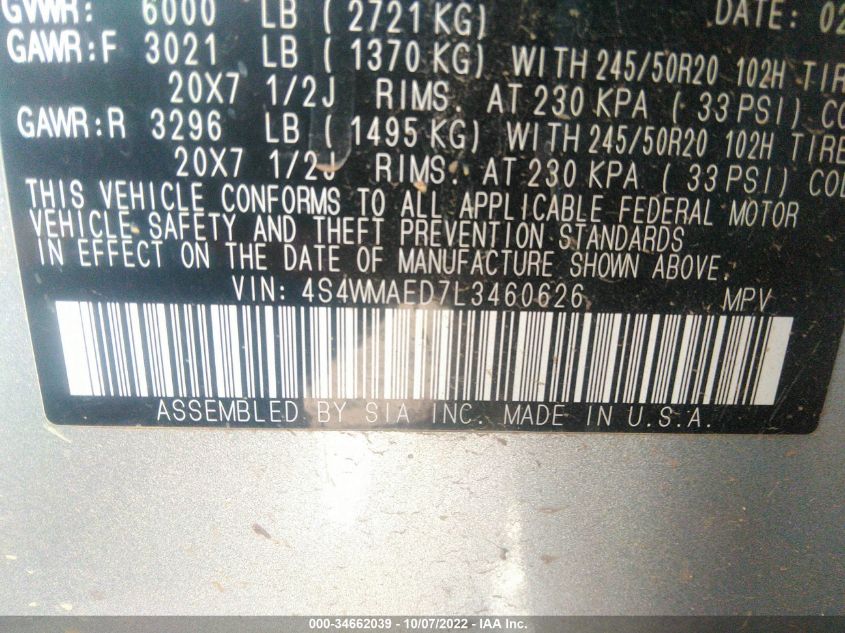 GVWR: 6000 LB ( 2721 KG) DATE: 02
GAWR:F 3021 LB ( 1370 KG) WITH 245/50R20 102H TIR
20X7 1/2J RIMS. AT 230 KPA ( 33 PSI) CO
GAWR:R 3296 LB ( 1495 KG) WITH 245/50R20 102H TIRE
20X7 1/2J RIMS. AT 230 KPA ( 33 PSI) COL
THIS VEHICLE CONFORMS TO ALL APPLICABLE FEDERAL MOTOR
VEHICLE SAFETY AND THEFT PREVENTION STANDARDS
IN EFFECT ON THE DATE OF MANUFACTURE SHOWN ABOVE.
VIN: 4S4WMAED7L3460626 MPV
ASSEMBLED BY SIA INC. MADE IN U.S.A.
000-34662039 - 10/07/2022 - IAA Inc.